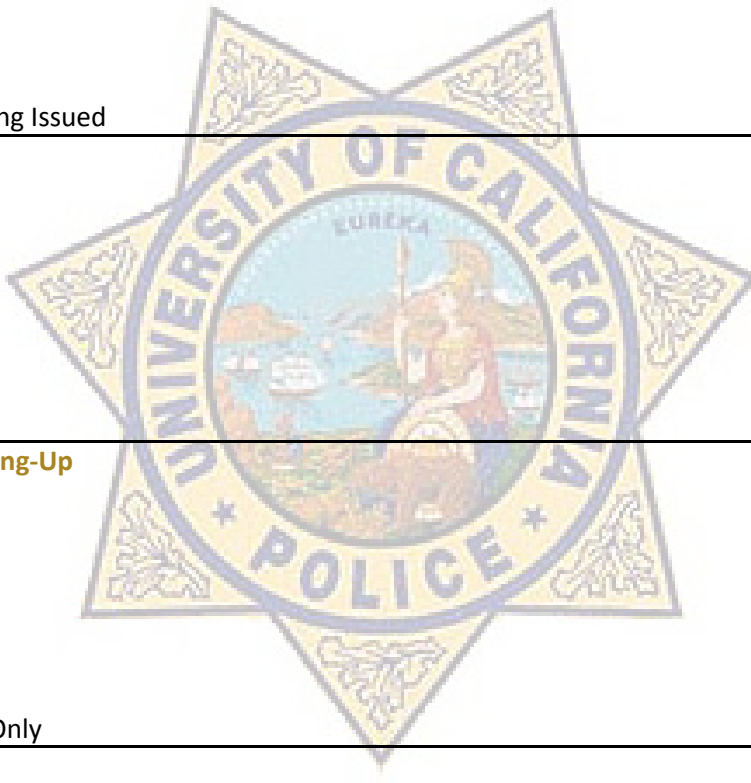 ng Issued
UNIVERSITY OF CALIFORNIA
EUREKA
ng-Up
POLICE
Only